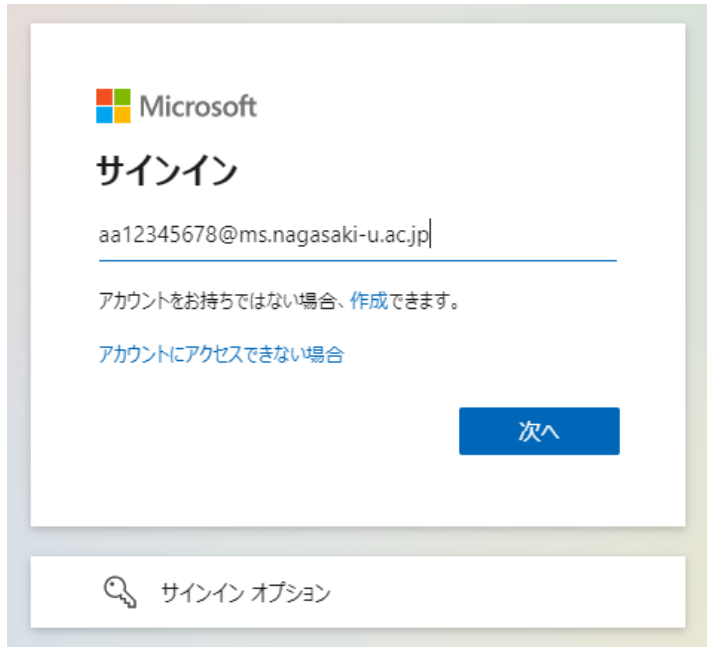 Microsoft
サインイン
aa12345678@ms.nagasaki-u.ac.jp
アカウントをお持ちではない場合、作成できます。
アカウントにアクセスできない場合
次へ
サインイン オプション